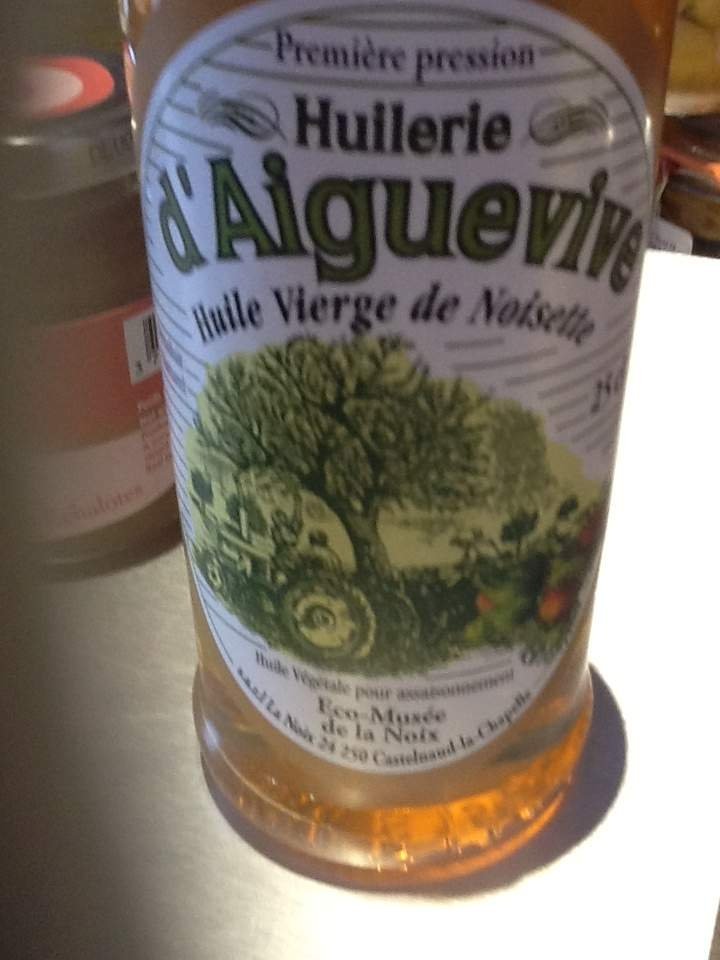 Première pression
Huilerie
d'Aiguevive
Huile Vierge de Noisette
25 c
Huile Végétale pour assaisonnement
Eco-Musée
de la Noix
s.a.r.l La Noix 24 250 Castelnaud-la-Chapelle